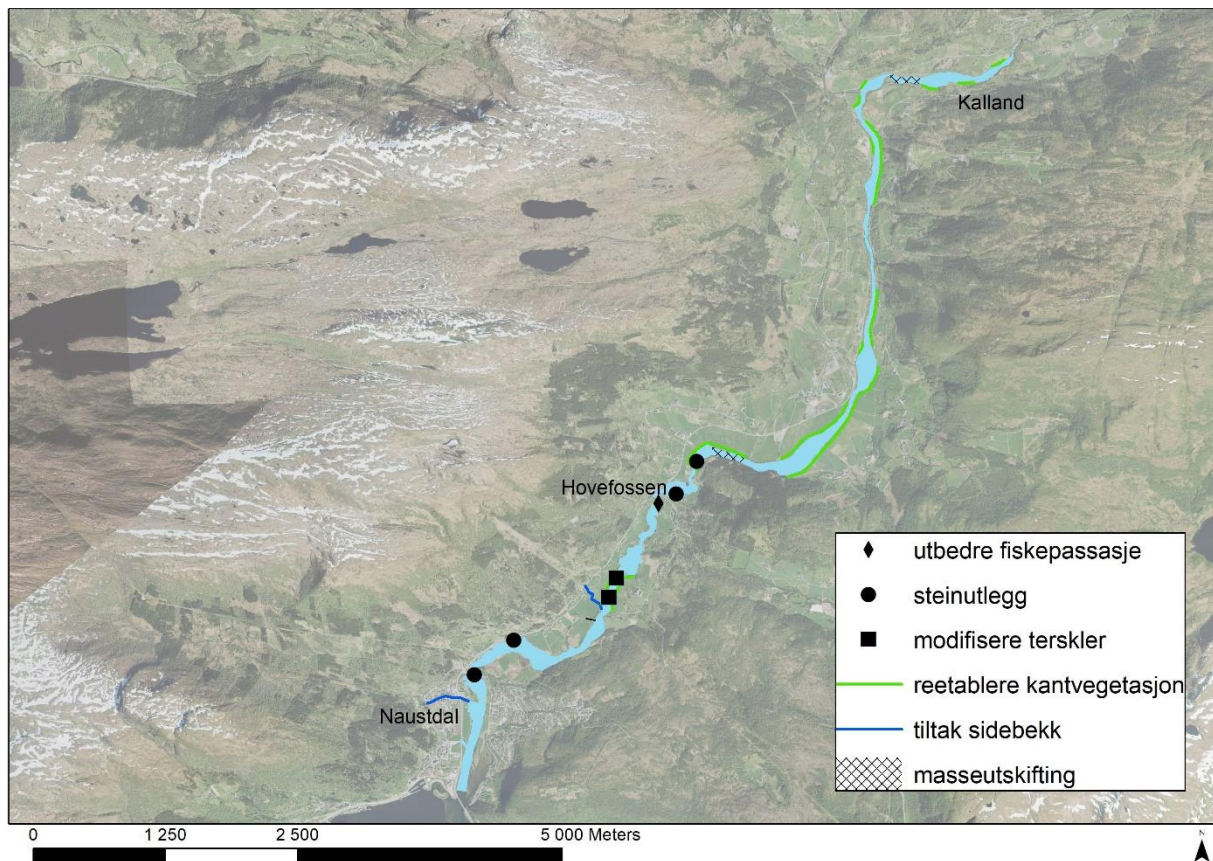 Kalland
Hovefossen
Naustdal
utbedre fiskepassasje
steinutlegg
modifisere terskler
reetablere kantvegetasjon
tiltak sidebekk
masseutskifting
0 1 250 2 500 5 000 Meters
N